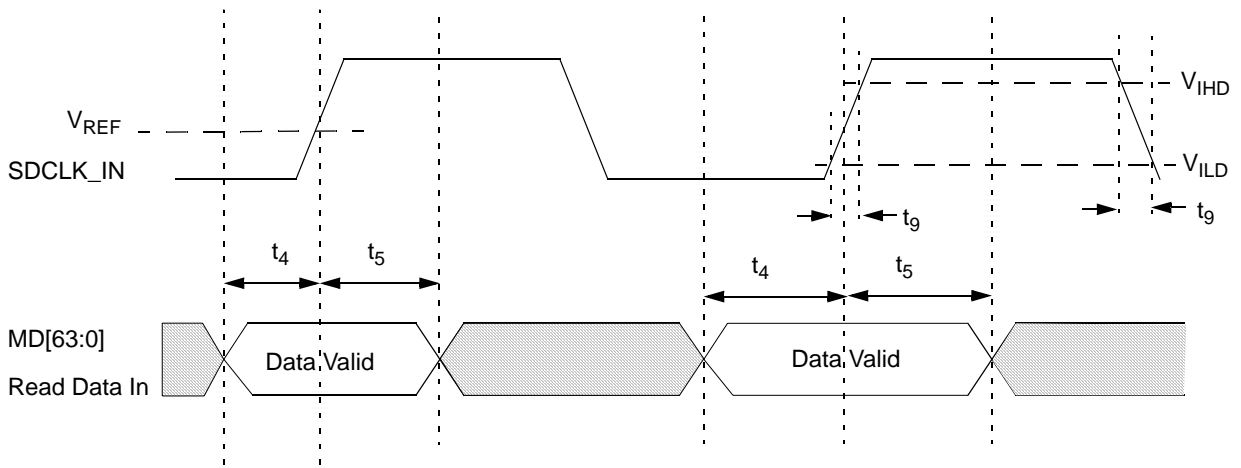 V_REF
SDCLK_IN
V_IHD
V_ILD
t_9
t_9
t_4
t_5
t_4
t_5
MD[63:0]
Read Data In
Data Valid
Data Valid